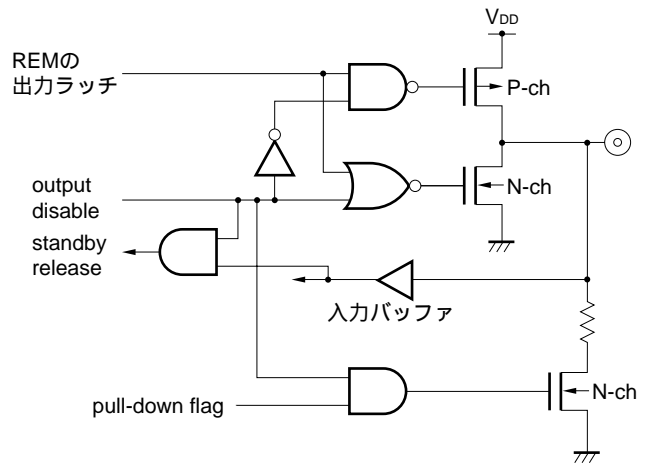 VDD
REMの
出力ラッチ
P-ch
output
disable
N-ch
standby
release
入力バッファ
pull-down flag
N-ch